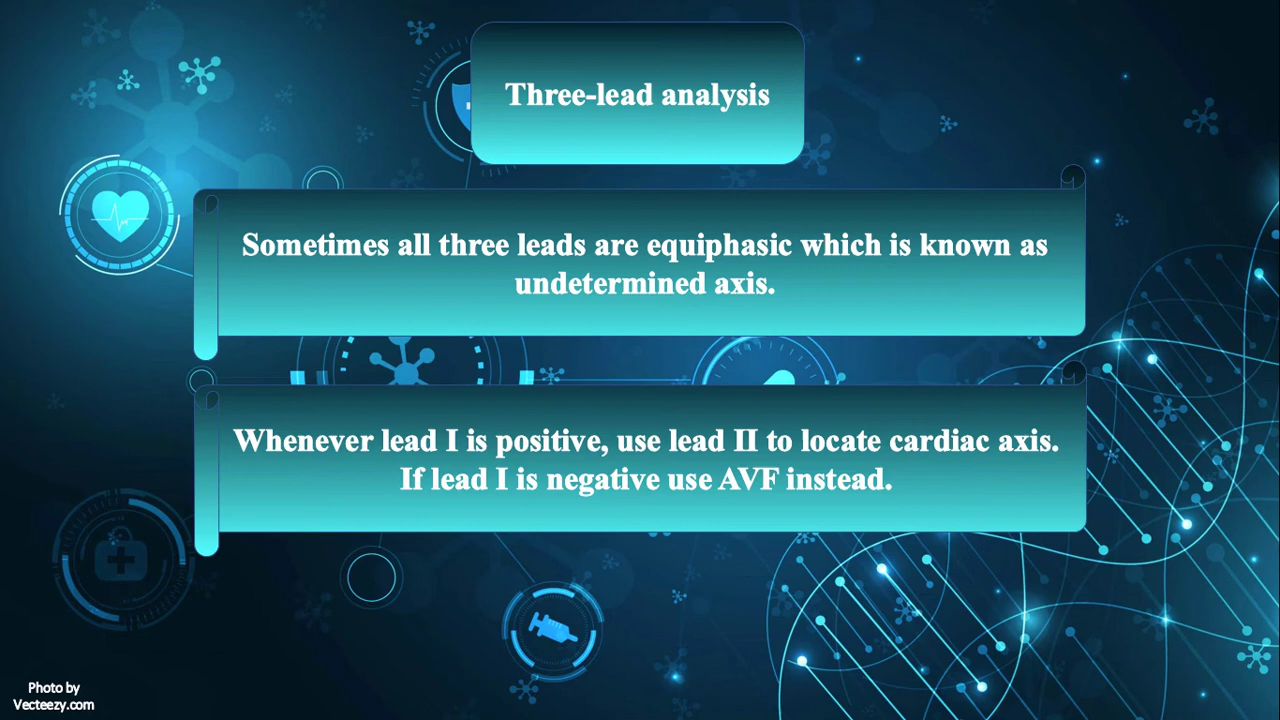 Three-lead analysis
Sometimes all three leads are equiphasic which is known as
undetermined axis.
Whenever lead I is positive, use lead II to locate cardiac axis.
If lead I is negative use AVF instead.
Photo by
Vecteezy.com